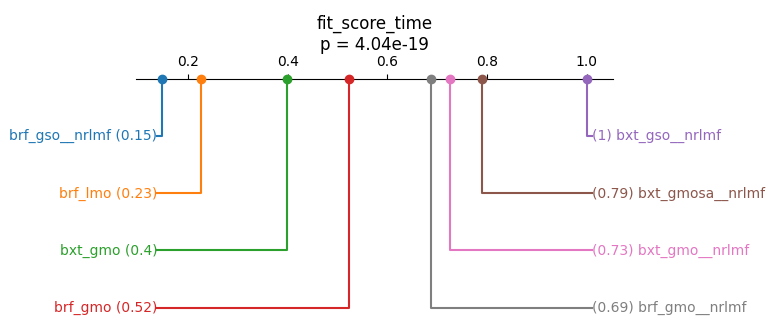 fit_score_time
p = 4.04e-19
0.2 0.4 0.6 0.8 1.0
brf_gso__nrlmf (0.15) (1) bxt_gso__nrlmf
brf_lmo (0.23) (0.79) bxt_gmosa__nrlmf
bxt_gmo (0.4) (0.73) bxt_gmo__nrlmf
brf_gmo (0.52) (0.69) brf_gmo__nrlmf